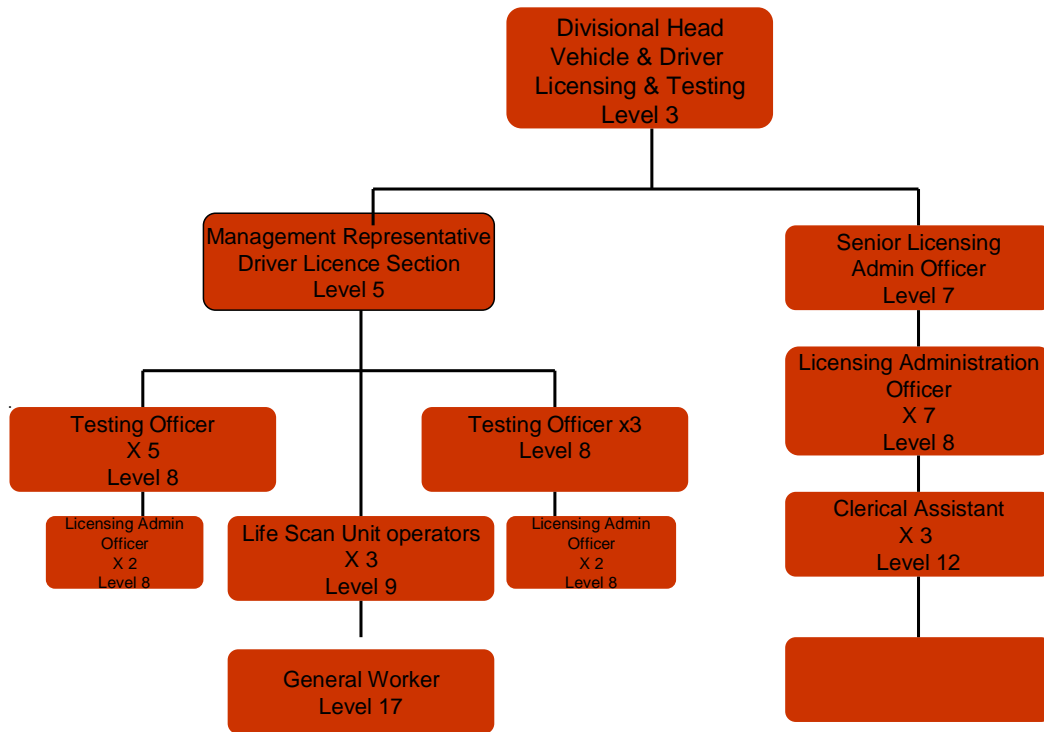 Divisional Head
Vehicle & Driver
Licensing & Testing
Level 3
Management Representative
Driver Licence Section
Level 5
Senior Licensing
Admin Officer
Level 7
Testing Officer
X 5
Level 8
Testing Officer x3
Level 8
Licensing Administration
Officer
X 7
Level 8
Licensing Admin
Officer
X 2
Level 8
Life Scan Unit operators
X 3
Level 9
Licensing Admin
Officer
X 2
Level 8
Clerical Assistant
X 3
Level 12
General Worker
Level 17